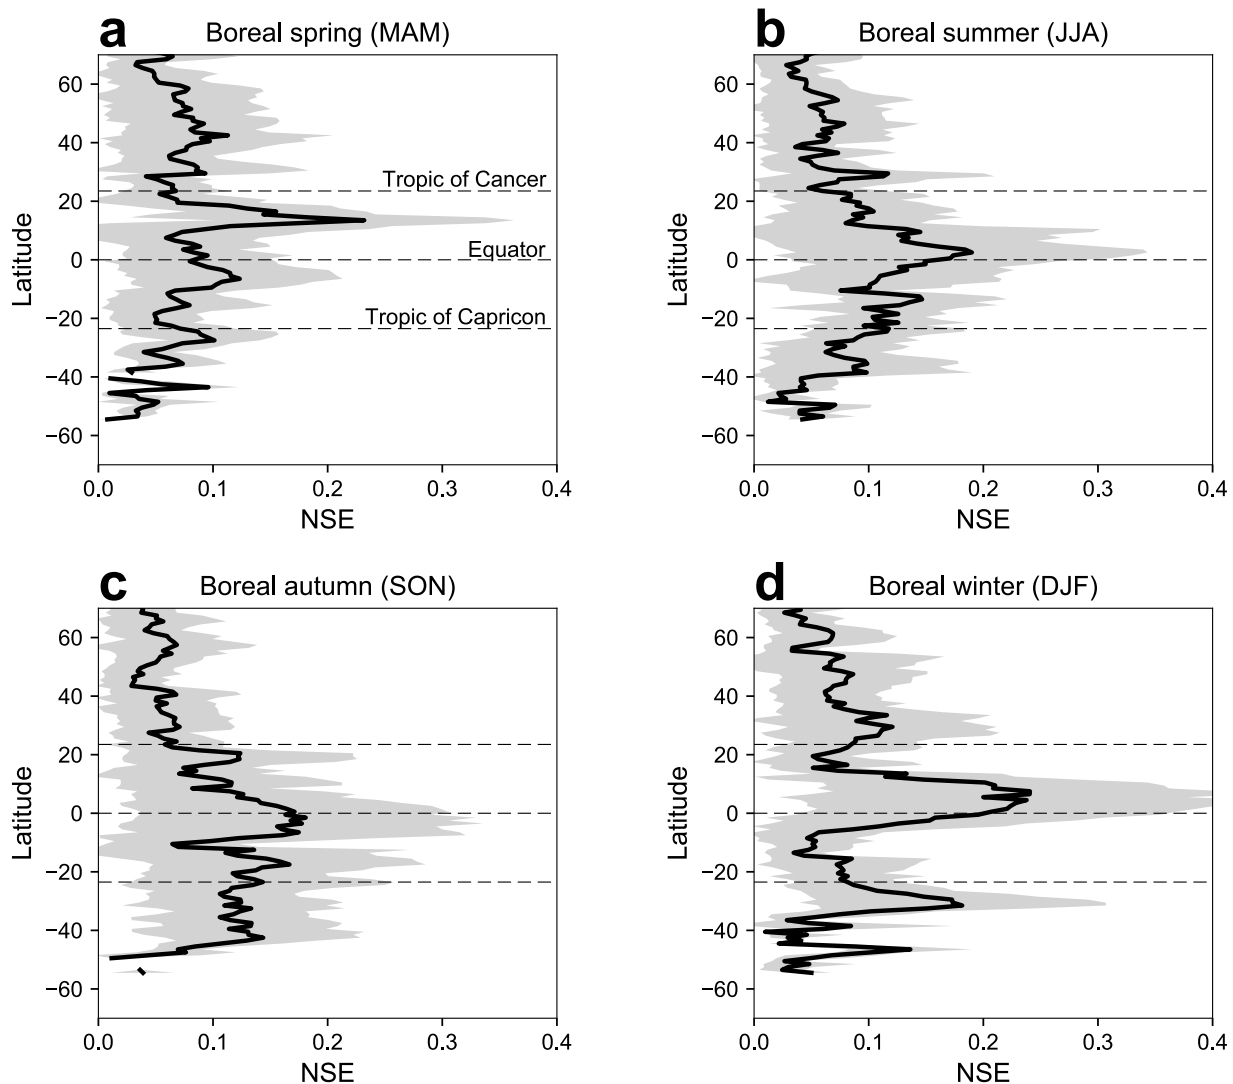 a
Boreal spring (MAM)
60
40
20
0
−20
−40
−60
Latitude
Tropic of Cancer
Equator
Tropic of Capricon
0.0
0.1
0.2
0.3
0.4
NSE
b
Boreal summer (JJA)
60
40
20
0
−20
−40
−60
Latitude
0.0
0.1
0.2
0.3
0.4
NSE
c
Boreal autumn (SON)
60
40
20
0
−20
−40
−60
Latitude
0.0
0.1
0.2
0.3
0.4
NSE
d
Boreal winter (DJF)
60
40
20
0
−20
−40
−60
Latitude
0.0
0.1
0.2
0.3
0.4
NSE